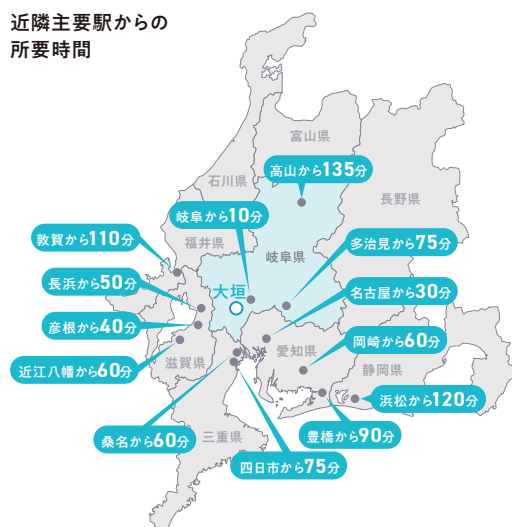 近隣主要駅からの
所要時間
富山県
高山から135分
石川県
長野県
岐阜から10分
敦賀から110分
福井県
岐阜県
多治見から75分
長浜から50分
大垣
名古屋から30分
彦根から40分
岡崎から60分
愛知県
滋賀県
近江八幡から60分
静岡県
浜松から120分
桑名から60分
三重県
豊橋から90分
四日市から75分